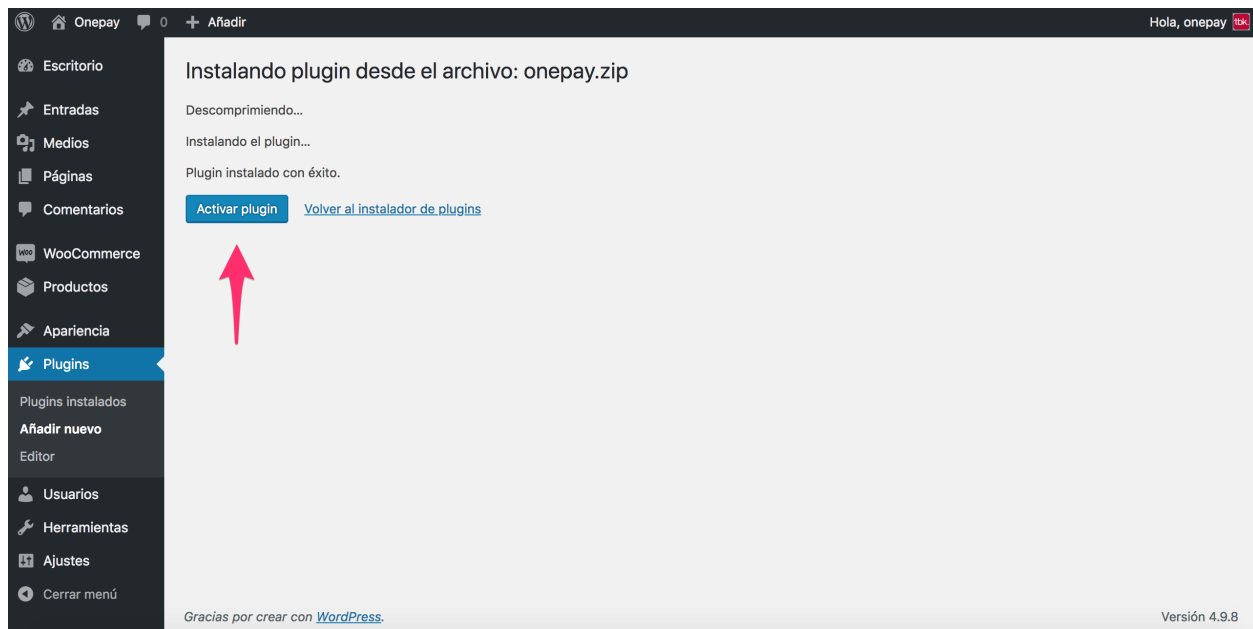 Onepay 0 Añadir Hola, onepay tbk.
Escritorio
Entradas
Medios
Páginas
Comentarios
Woo WooCommerce
Productos
Apariencia
Plugins
Plugins instalados
Añadir nuevo
Editor
Usuarios
Herramientas
Ajustes
Cerrar menú
Instalando plugin desde el archivo: onepay.zip
Descomprimiendo...
Instalando el plugin...
Plugin instalado con éxito.
Activar plugin Volver al instalador de plugins
Gracias por crear con WordPress. Versión 4.9.8